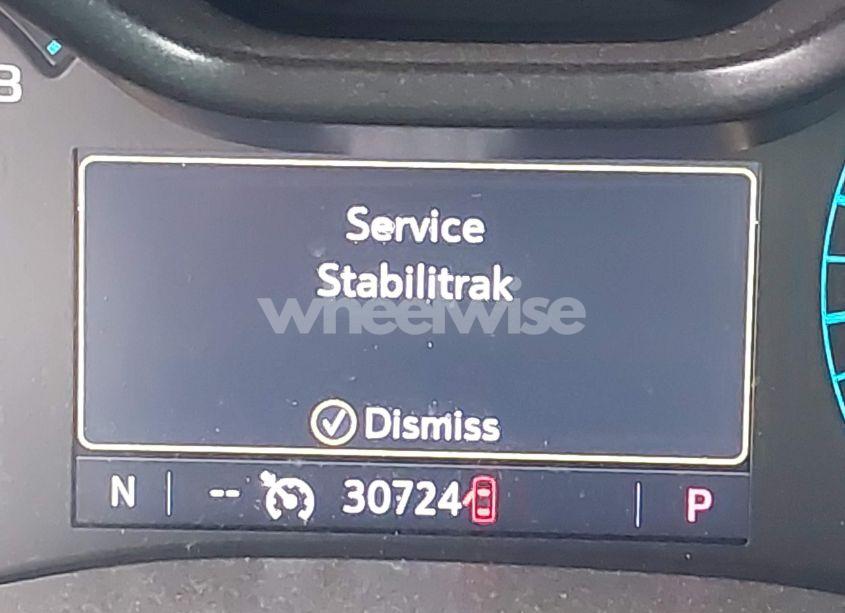 B
Service
Stabilitrak
wheelwise
Dismiss
N -- 30724 P